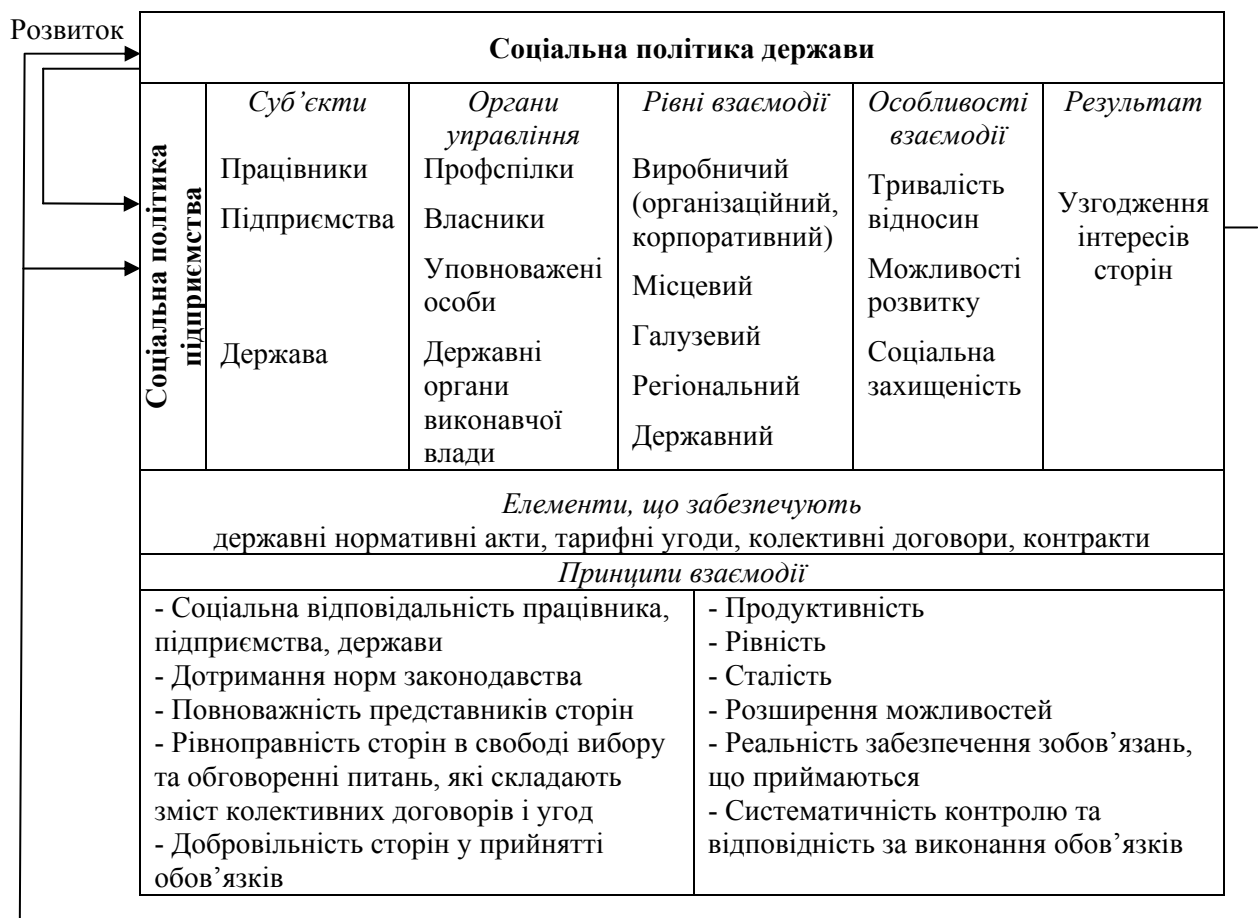 Розвиток
Соціальна політика держави
Соціальна політика
підприємства
Суб’єкти
Працівники
Підприємства
Держава
Органи
управління
Профспілки
Власники
Уповноважені
особи
Державні
органи
виконавчої
влади
Рівні взаємодії
Виробничий
(організаційний,
корпоративний)
Місцевий
Галузевий
Регіональний
Державний
Особливості
взаємодії
Тривалість
відносин
Можливості
розвитку
Соціальна
захищеність
Результат
Узгодження
інтересів
сторін
Елементи, що забезпечують
державні нормативні акти, тарифні угоди, колективні договори, контракти
Принципи взаємодії
- Соціальна відповідальність працівника,
підприємства, держави
- Дотримання норм законодавства
- Повноважність представників сторін
- Рівноправність сторін в свободі вибору
та обговоренні питань, які складають
зміст колективних договорів і угод
- Добровільність сторін у прийнятті
обов’язків
- Продуктивність
- Рівність
- Сталість
- Розширення можливостей
- Реальність забезпечення зобов’язань,
що приймаються
- Систематичність контролю та
відповідність за виконання обов’язків